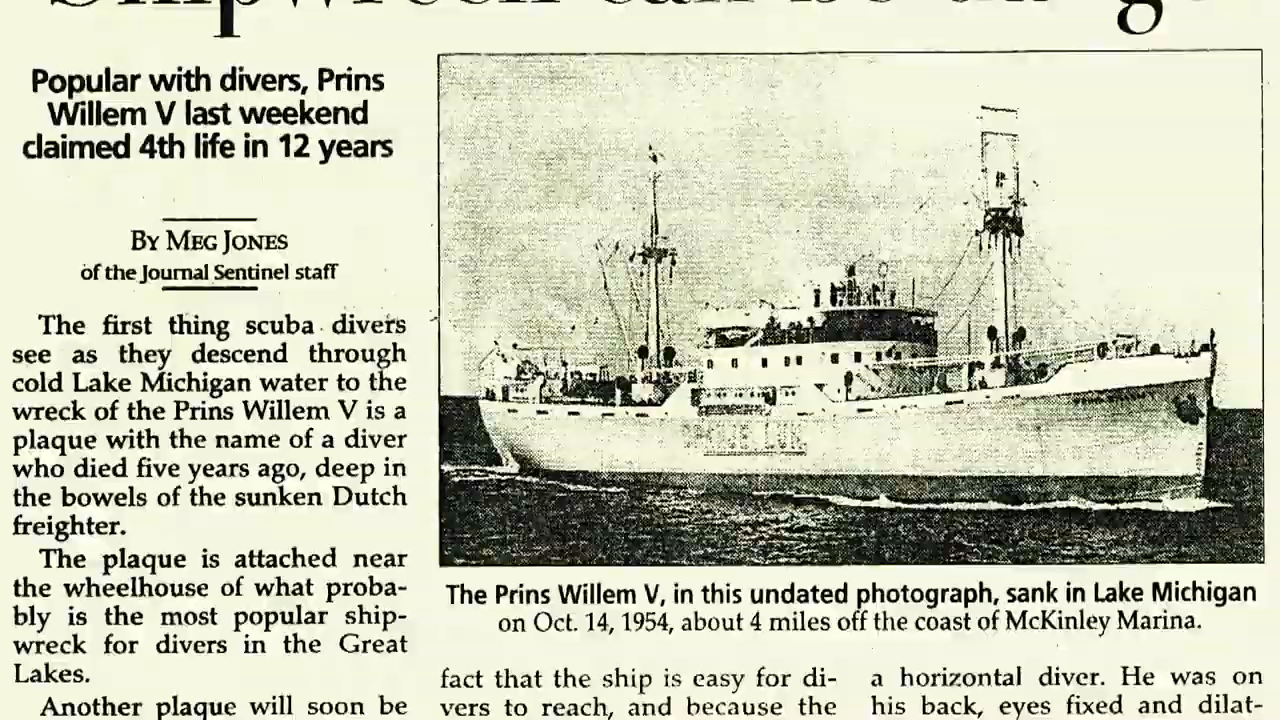 Popular with divers, Prins
Willem V last weekend
claimed 4th life in 12 years
By Meg Jones
of the Journal Sentinel staff
The first thing scuba divers
see as they descend through
cold Lake Michigan water to the
wreck of the Prins Willem V is a
plaque with the name of a diver
who died five years ago, deep in
the bowels of the sunken Dutch
freighter.
The plaque is attached near
the wheelhouse of what proba-
bly is the most popular ship-
wreck for divers in the Great
Lakes.
Another plaque will soon be
The Prins Willem V, in this undated photograph, sank in Lake Michigan
on Oct. 14, 1954, about 4 miles off the coast of McKinley Marina.
fact that the ship is easy for di-
vers to reach, and because the
a horizontal diver. He was on
his back, eyes fixed and dilat-